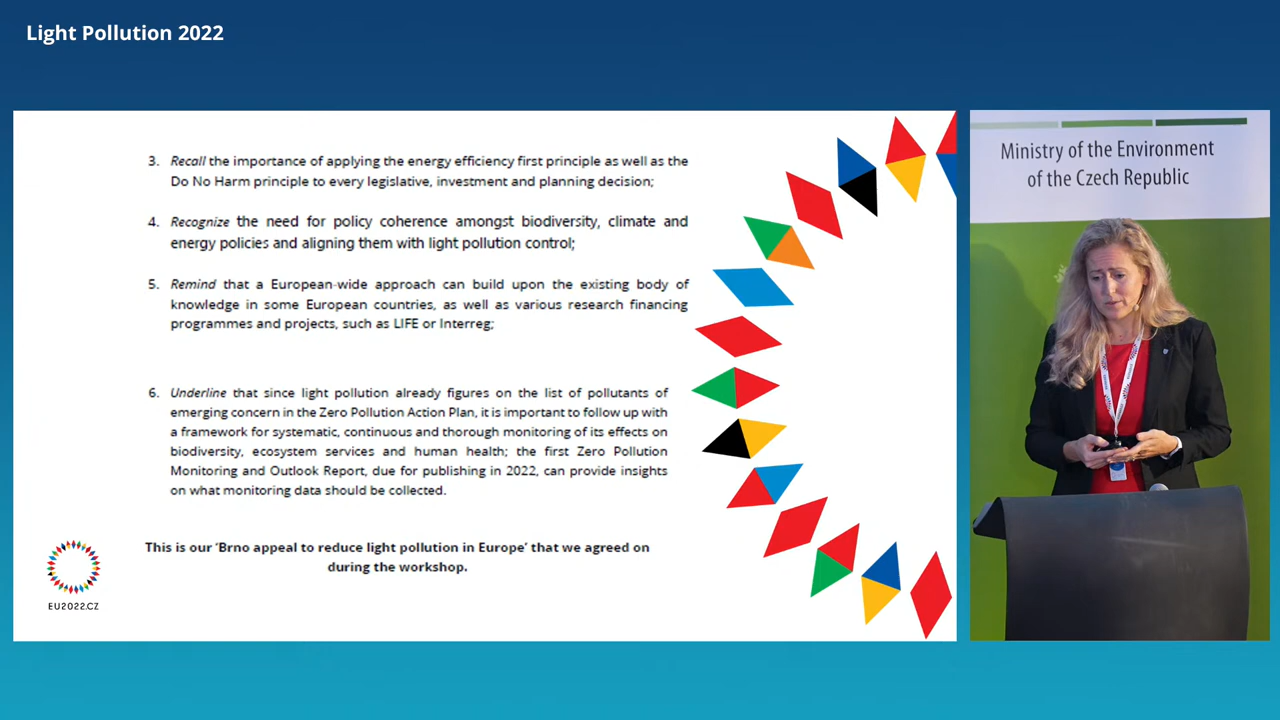 Light Pollution 2022
3. Recall the importance of applying the energy efficiency first principle as well as the
Do No Harm principle to every legislative, investment and planning decision;
4. Recognize the need for policy coherence amongst biodiversity, climate and
energy policies and aligning them with light pollution control;
5. Remind that a European-wide approach can build upon the existing body of
knowledge in some European countries, as well as various research financing
programmes and projects, such as LIFE or Interreg;
6. Underline that since light pollution already figures on the list of pollutants of
emerging concern in the Zero Pollution Action Plan, it is important to follow up with
a framework for systematic, continuous and thorough monitoring of its effects on
biodiversity, ecosystem services and human health; the first Zero Pollution
Monitoring and Outlook Report, due for publishing in 2022, can provide insights
on what monitoring data should be collected.
This is our ‘Brno appeal to reduce light pollution in Europe’ that we agreed on
during the workshop.
EU2022.CZ
Ministry of the Environment
of the Czech Republic